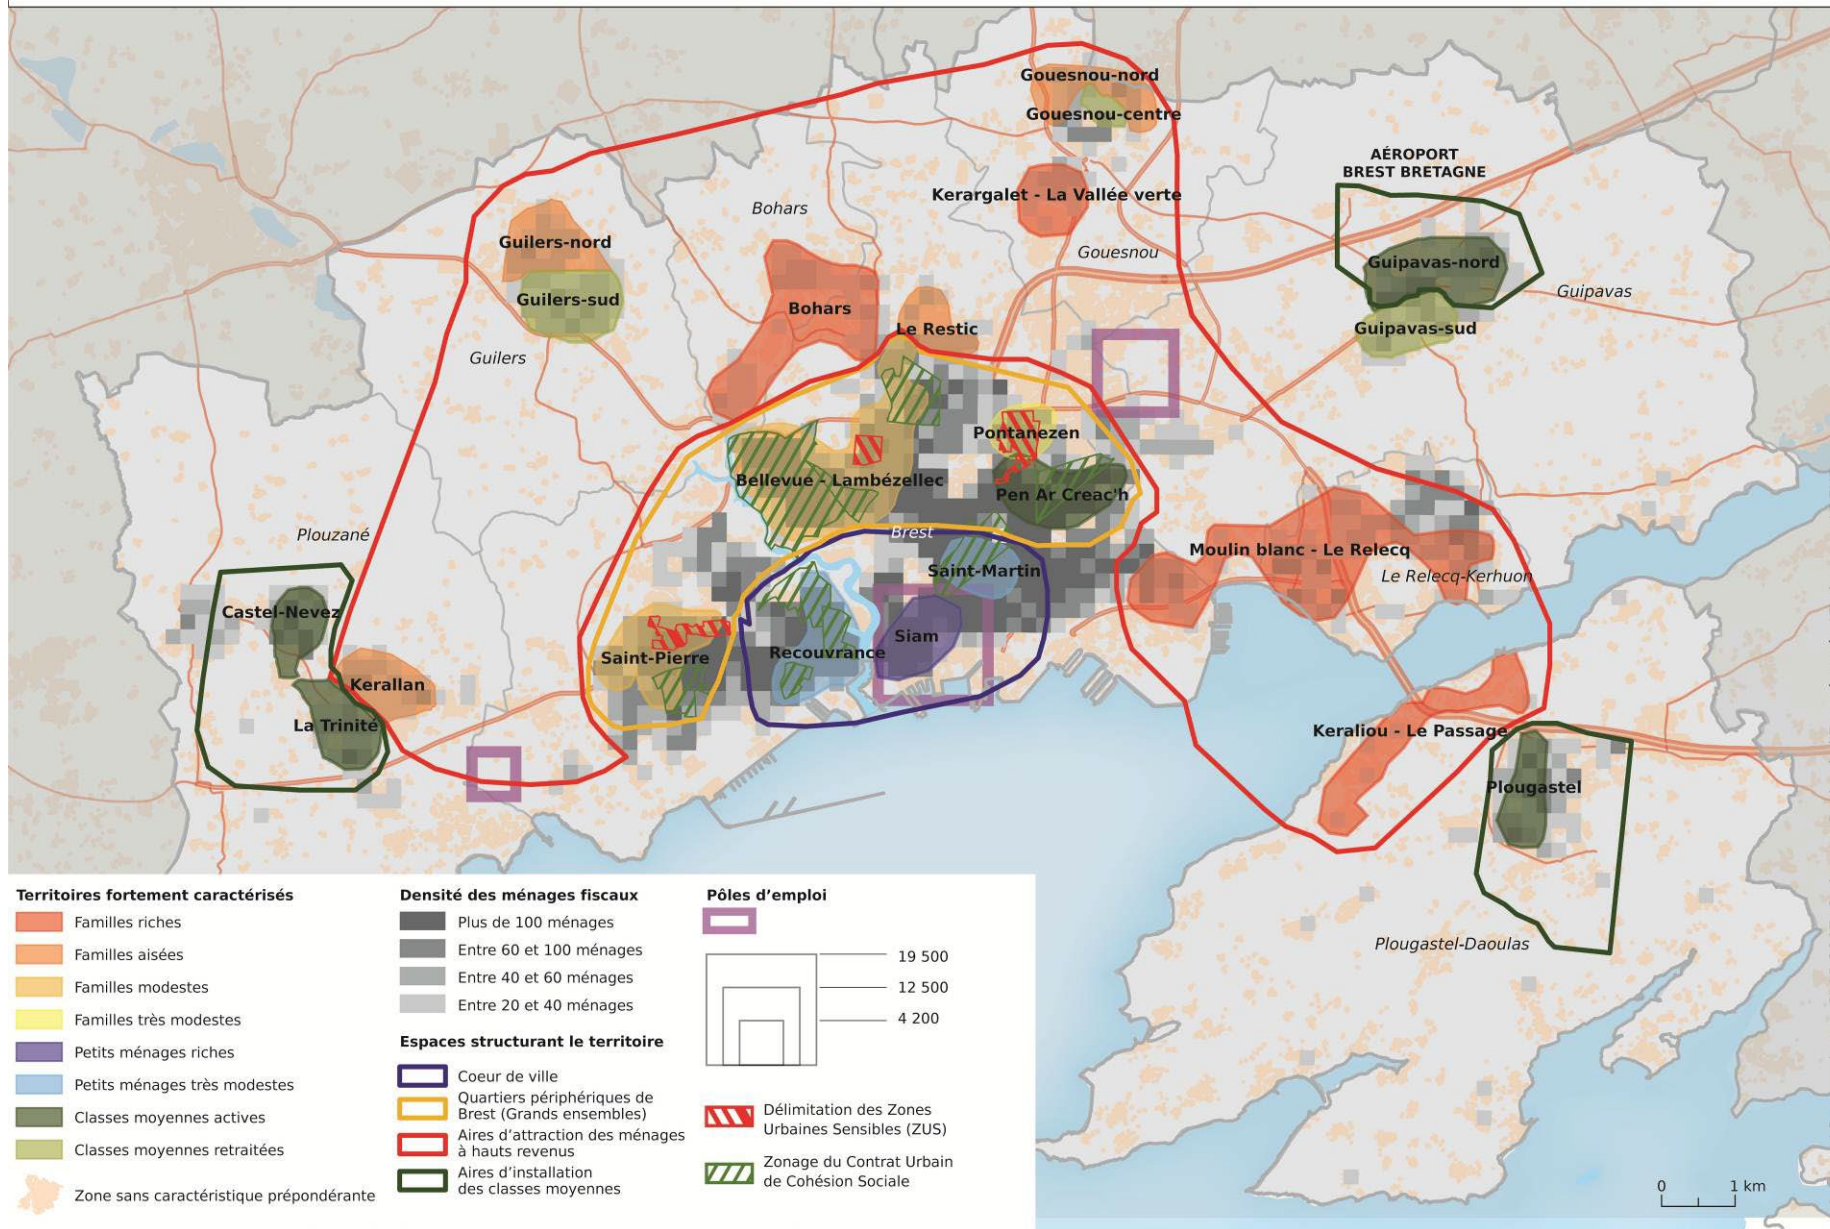 Gouesnou-nord
Gouesnou-centre
AÉROPORT
BREST BRETAGNE
Kerargalet - La Vallée verte
Bohars
Guilers-nord
Gouesnou
Guipavas-nord
Guilers-sud
Guipavas
Bohars
Le Restic
Guipavas-sud
Guilers
Pontanezen
Bellevue - Lambézellec
Pen Ar Creac'h
Plouzané
Brest
Moulin blanc - Le Relecq
Saint-Martin
Le Relecq-Kerhuon
Castel-Nevez
Siam
Recouvrance
Saint-Pierre
Kerallan
La Trinité
Keraliou - Le Passage
Plougastel
Plougastel-Daoulas
Territoires fortement caractérisés
Familles riches
Familles aisées
Familles modestes
Familles très modestes
Petits ménages riches
Petits ménages très modestes
Classes moyennes actives
Classes moyennes retraitées
Zone sans caractéristique prépondérante
Densité des ménages fiscaux
Plus de 100 ménages
Entre 60 et 100 ménages
Entre 40 et 60 ménages
Entre 20 et 40 ménages
Espaces structurant le territoire
Coeur de ville
Quartiers périphériques de
Brest (Grands ensembles)
Aires d'attraction des ménages
à hauts revenus
Aires d'installation
des classes moyennes
Pôles d'emploi
19 500
12 500
4 200
Délimitation des Zones
Urbaines Sensibles (ZUS)
Zonage du Contrat Urbain
de Cohésion Sociale
0 1 km